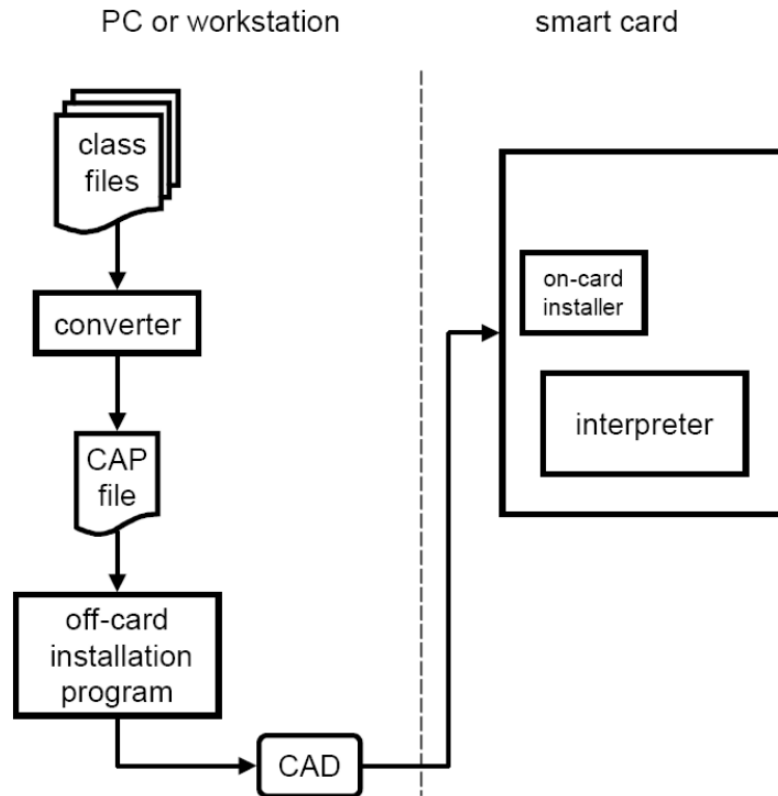 PC or workstation
smart card
class
files
converter
CAP
file
off-card
installation
program
CAD
on-card
installer
interpreter